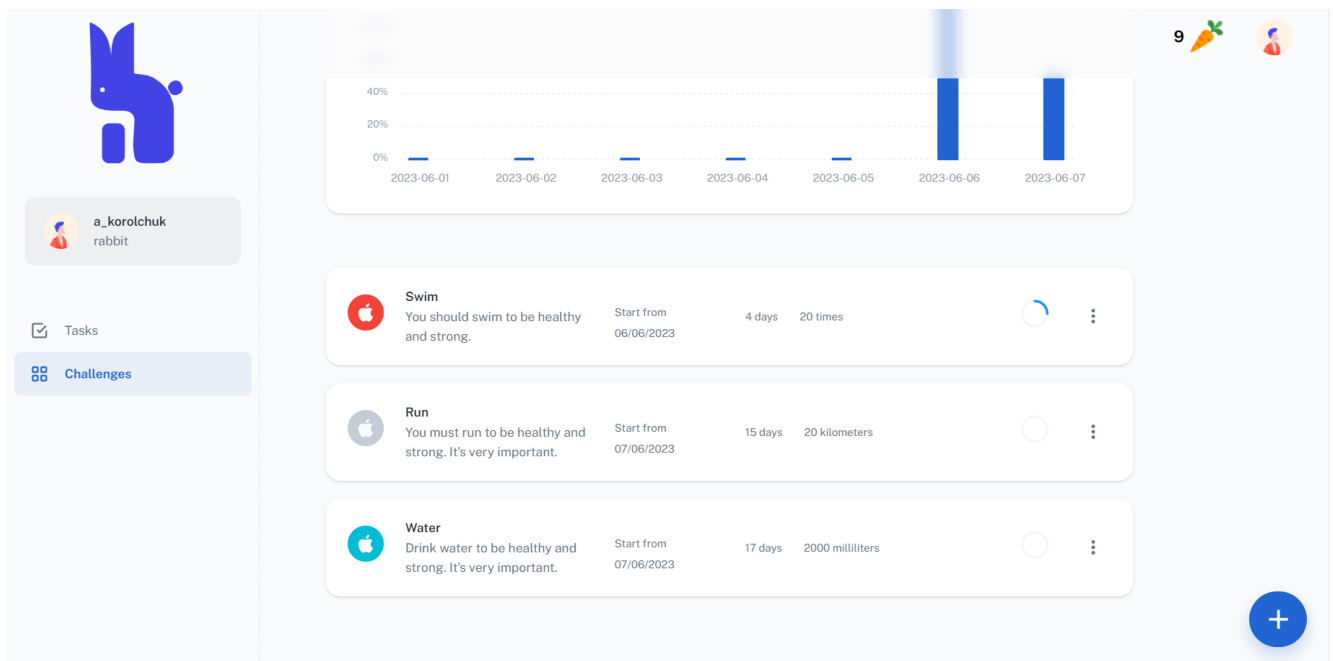 9
40%
20%
0%
2023-06-01 2023-06-02 2023-06-03 2023-06-04 2023-06-05 2023-06-06 2023-06-07
a_korolchuk
rabbit
Tasks
Challenges
Swim
You should swim to be healthy
and strong.
Start from
06/06/2023
4 days
20 times
Run
You must run to be healthy and
strong. It's very important.
Start from
07/06/2023
15 days
20 kilometers
Water
Drink water to be healthy and
strong. It's very important.
Start from
07/06/2023
17 days
2000 milliliters